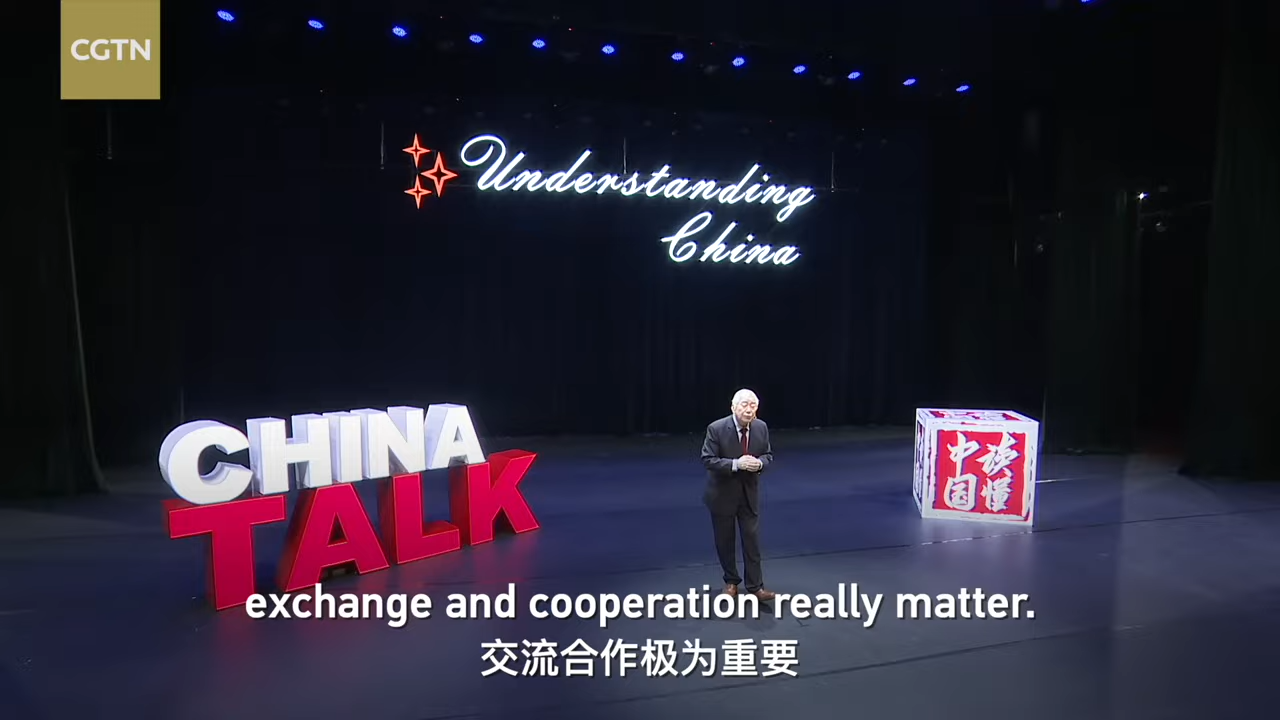 CGTN
Understanding
China
CHINA
TALK
读中
懂国
exchange and cooperation really matter.
交流合作极为重要